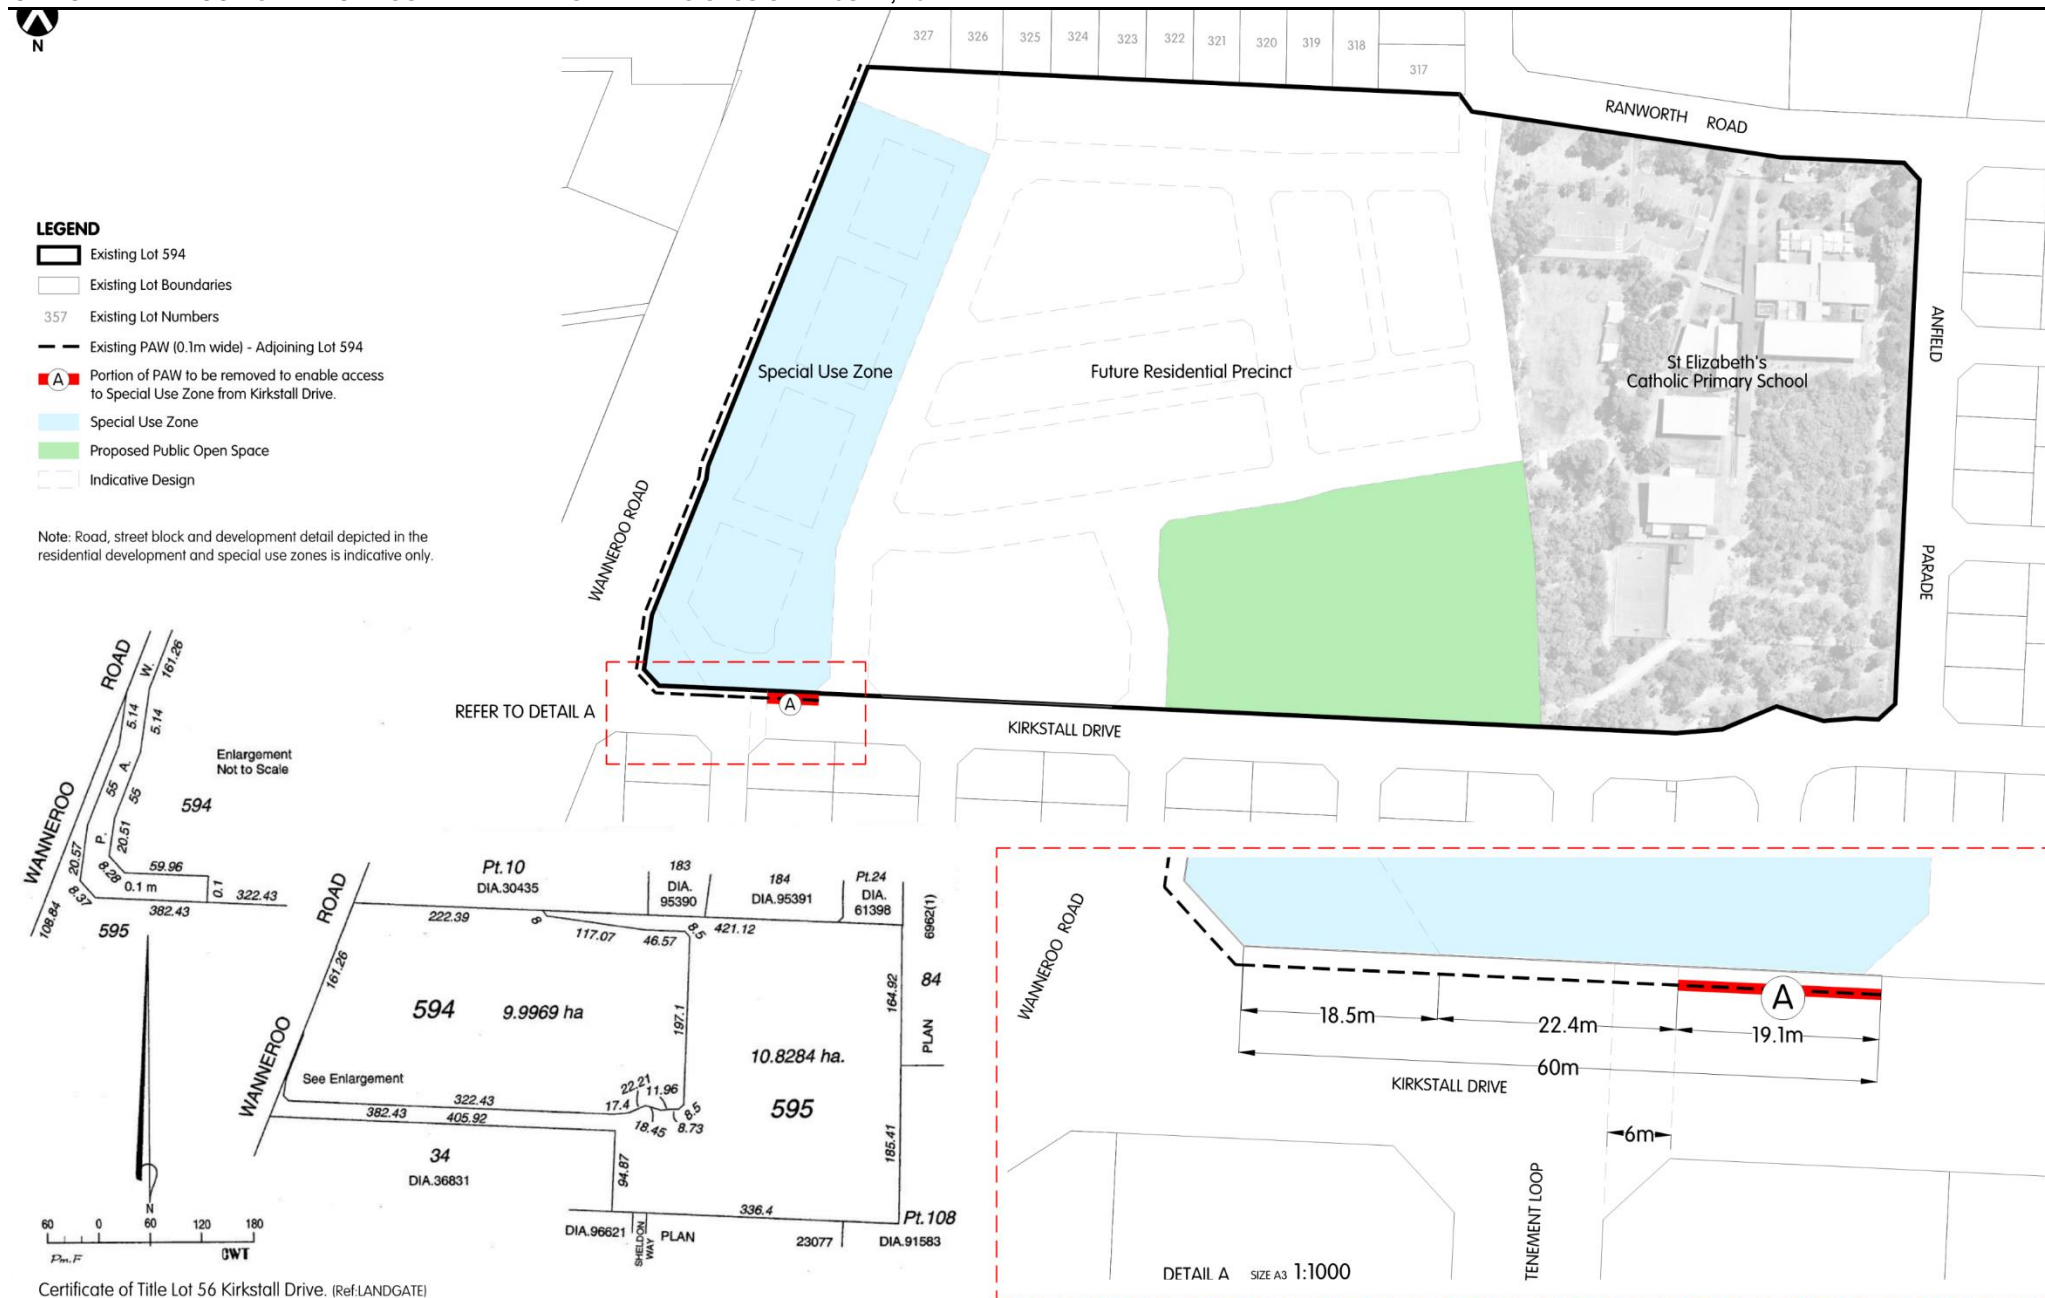 N
327 326 325 324 323 322 321 320 319 318
317
RANWORTH ROAD
LEGEND
Existing Lot 594
Existing Lot Boundaries
357 Existing Lot Numbers
Existing PAW (0.1m wide) - Adjoining Lot 594
A Portion of PAW to be removed to enable access
to Special Use Zone from Kirkstall Drive.
Special Use Zone
Proposed Public Open Space
Indicative Design
Note: Road, street block and development detail depicted in the
residential development and special use zones is indicative only.
Special Use Zone
Future Residential Precinct
St Elizabeth's
Catholic Primary School
ANFIELD
PARADE
WANNEROO ROAD
REFER TO DETAIL A
A
KIRKSTALL DRIVE
WANNEROO ROAD
5.14
5.14
W.
161.26
55
A.
55
Enlargement
Not to Scale
594
P.
20.57
20.51
8.28
8.37
59.96
0.1 m
0.1
322.43
382.43
108.84
595
WANNEROO ROAD
Pt.10
DIA.30435
183
DIA.
95390
184
DIA.95391
Pt.24
DIA.
61398
6962(1)
222.39
8
117.07
46.57
8.5
421.12
161.26
594
9.9969 ha
197.1
164.92
84
PLAN
10.8284 ha.
595
See Enlargement
322.43
382.43
405.92
17.4
22.21
11.96
18.45
8.73
8.5
34
DIA.36831
94.87
185.41
336.4
Pt.108
DIA.96621
SHELDON
WAY
PLAN
23077
DIA.91583
N
60 0 60 120 180
Pm.F
GWT
Certificate of Title Lot 56 Kirkstall Drive. (Ref:LANDGATE)
WANNEROO ROAD
A
18.5m
22.4m
19.1m
60m
KIRKSTALL DRIVE
6m
TENEMENT LOOP
DETAIL A SIZE A3 1:1000